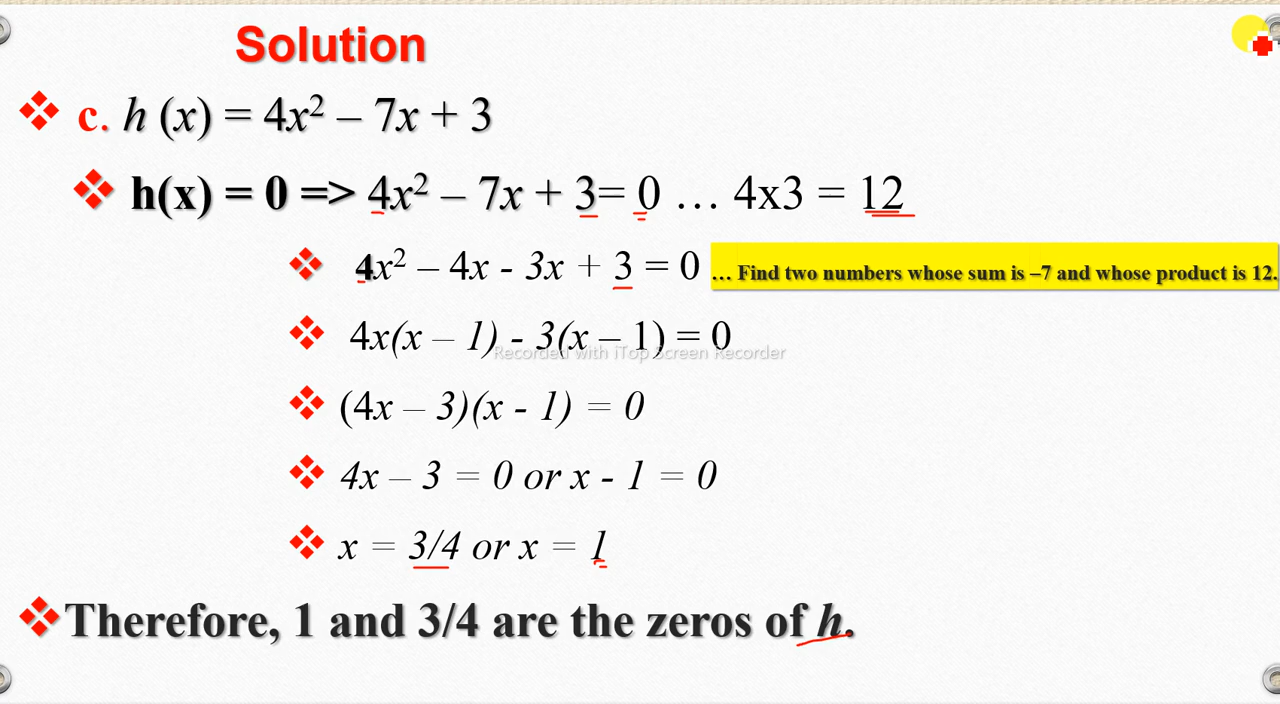 Solution
c. h (x) = 4x² – 7x + 3
h(x) = 0 => 4x² – 7x + 3= 0 … 4x3 = 12
4x² – 4x - 3x + 3 = 0 … Find two numbers whose sum is –7 and whose product is 12.
4x(x – 1) - 3(x – 1) = 0
Recorded with iTop Screen Recorder
(4x – 3)(x - 1) = 0
4x – 3 = 0 or x - 1 = 0
x = 3/4 or x = 1
Therefore, 1 and 3/4 are the zeros of h.